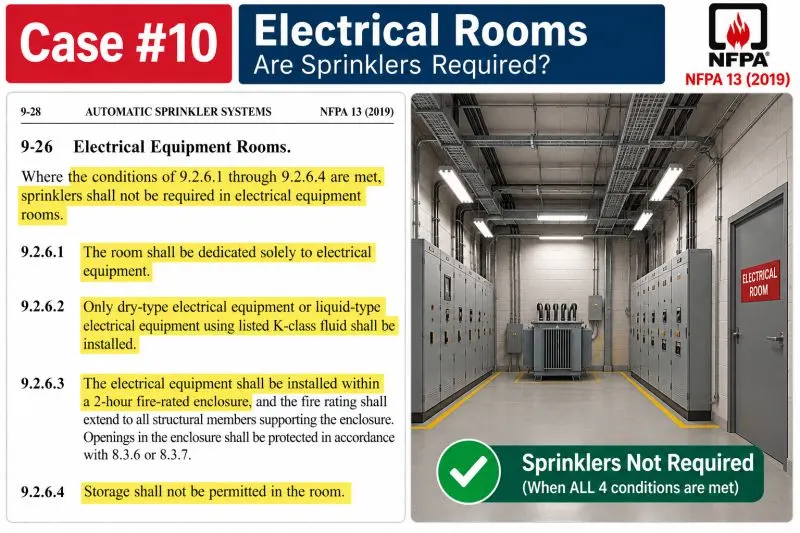 Case #10
Electrical Rooms
Are Sprinklers Required?
NFPA®
NFPA 13 (2019)
9-28 AUTOMATIC SPRINKLER SYSTEMS NFPA 13 (2019)
9-26 Electrical Equipment Rooms.
Where the conditions of 9.2.6.1 through 9.2.6.4 are met,
sprinklers shall not be required in electrical equipment
rooms.
9.2.6.1 The room shall be dedicated solely to electrical
equipment.
9.2.6.2 Only dry-type electrical equipment or liquid-type
electrical equipment using listed K-class fluid shall be
installed.
9.2.6.3 The electrical equipment shall be installed within
a 2-hour fire-rated enclosure, and the fire rating shall
extend to all structural members supporting the enclosure.
Openings in the enclosure shall be protected in accordance
with 8.3.6 or 8.3.7.
9.2.6.4 Storage shall not be permitted in the room.
ELECTRICAL
ROOM
Sprinklers Not Required
(When ALL 4 conditions are met)